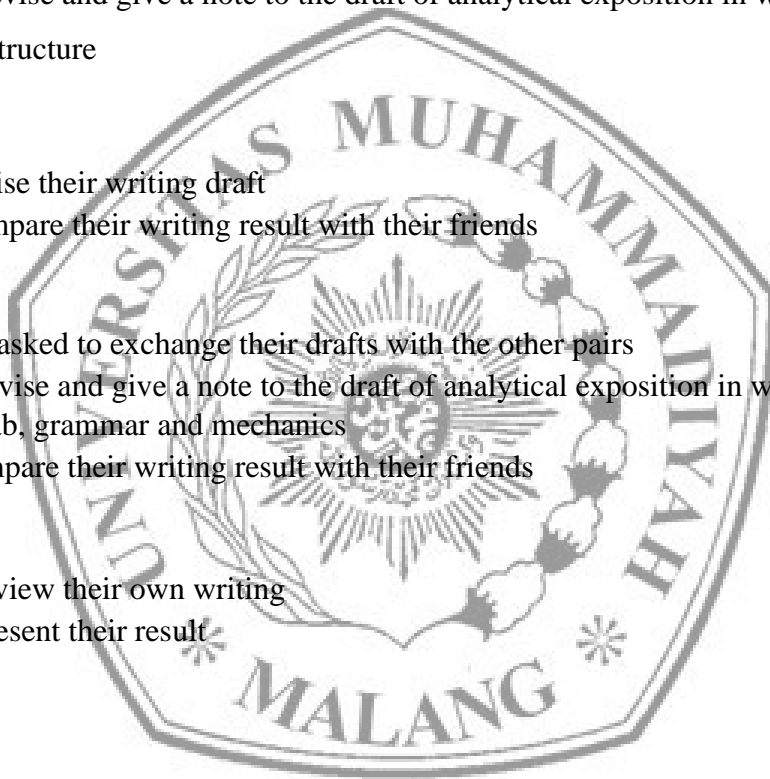 vise and give a note to the draft of analytical exposition in w
tructure
ise their writing draft
npare their writing result with their friends
asked to exchange their drafts with the other pairs
vise and give a note to the draft of analytical exposition in w
ab, grammar and mechanics
npare their writing result with their friends
view their own writing
esent their result
UNIVERSITAS MUHAMMADIYAH
* MALANG *